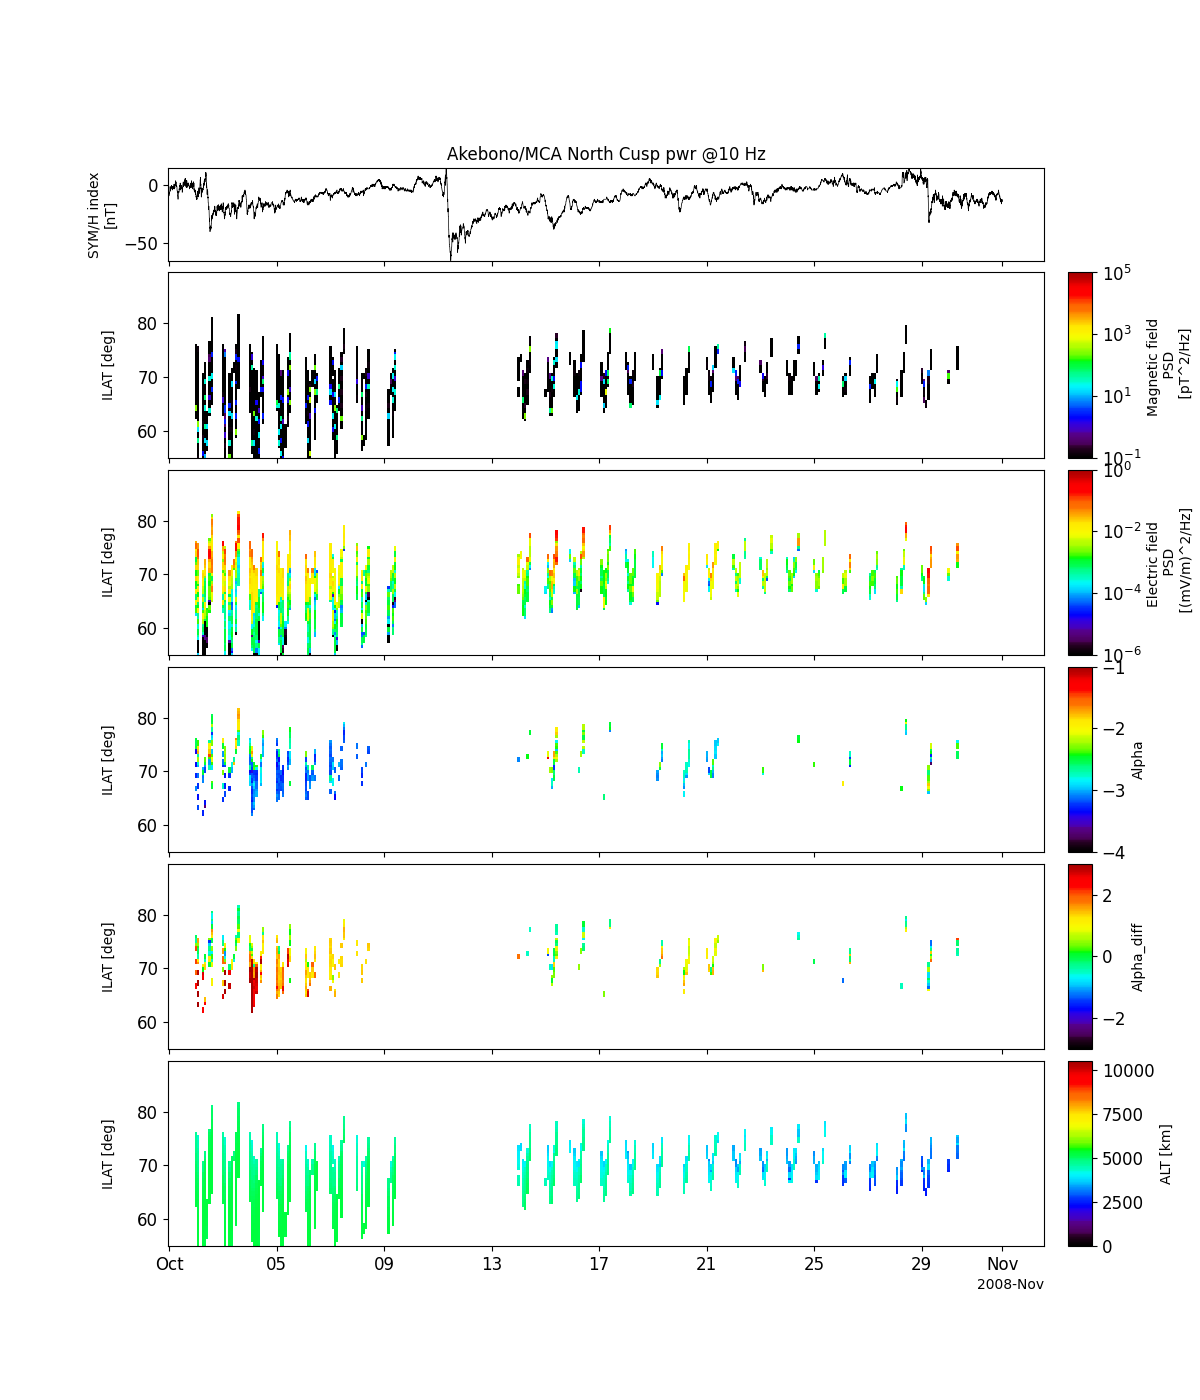 Akebono/MCA North Cusp pwr @10 Hz
SYM/H index
[nT]
0
−50
ILAT [deg]
80
70
60
10^5
10^3
10^1
10^−1
Magnetic field
PSD
[pT^2/Hz]
ILAT [deg]
80
70
60
10^0
10^−2
10^−4
10^−6
Electric field
PSD
[(mV/m)^2/Hz]
ILAT [deg]
80
70
60
−1
−2
−3
−4
Alpha
ILAT [deg]
80
70
60
2
0
−2
Alpha_diff
ILAT [deg]
80
70
60
10000
7500
5000
2500
0
ALT [km]
Oct 05 09 13 17 21 25 29 Nov
2008-Nov